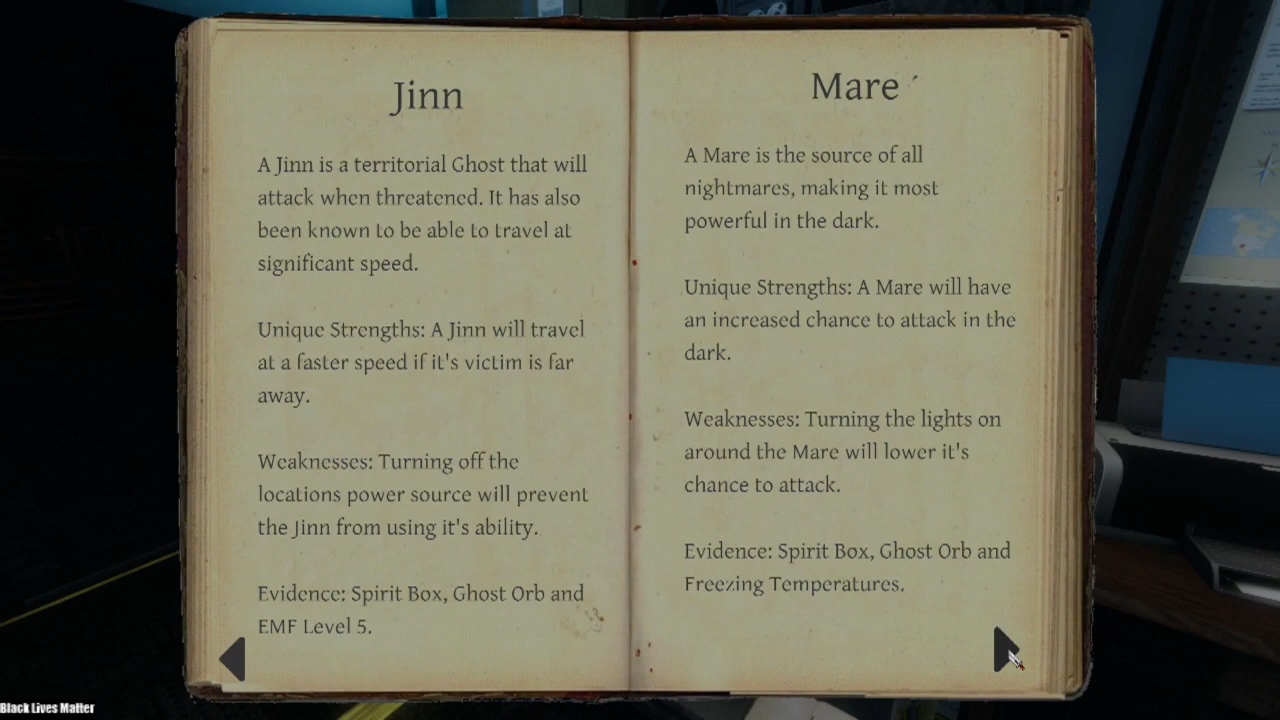 Jinn
A Jinn is a territorial Ghost that will
attack when threatened. It has also
been known to be able to travel at
significant speed.
Unique Strengths: A Jinn will travel
at a faster speed if it's victim is far
away.
Weaknesses: Turning off the
locations power source will prevent
the Jinn from using it's ability.
Evidence: Spirit Box, Ghost Orb and
EMF Level 5.
Mare
A Mare is the source of all
nightmares, making it most
powerful in the dark.
Unique Strengths: A Mare will have
an increased chance to attack in the
dark.
Weaknesses: Turning the lights on
around the Mare will lower it's
chance to attack.
Evidence: Spirit Box, Ghost Orb and
Freezing Temperatures.
Black Lives Matter